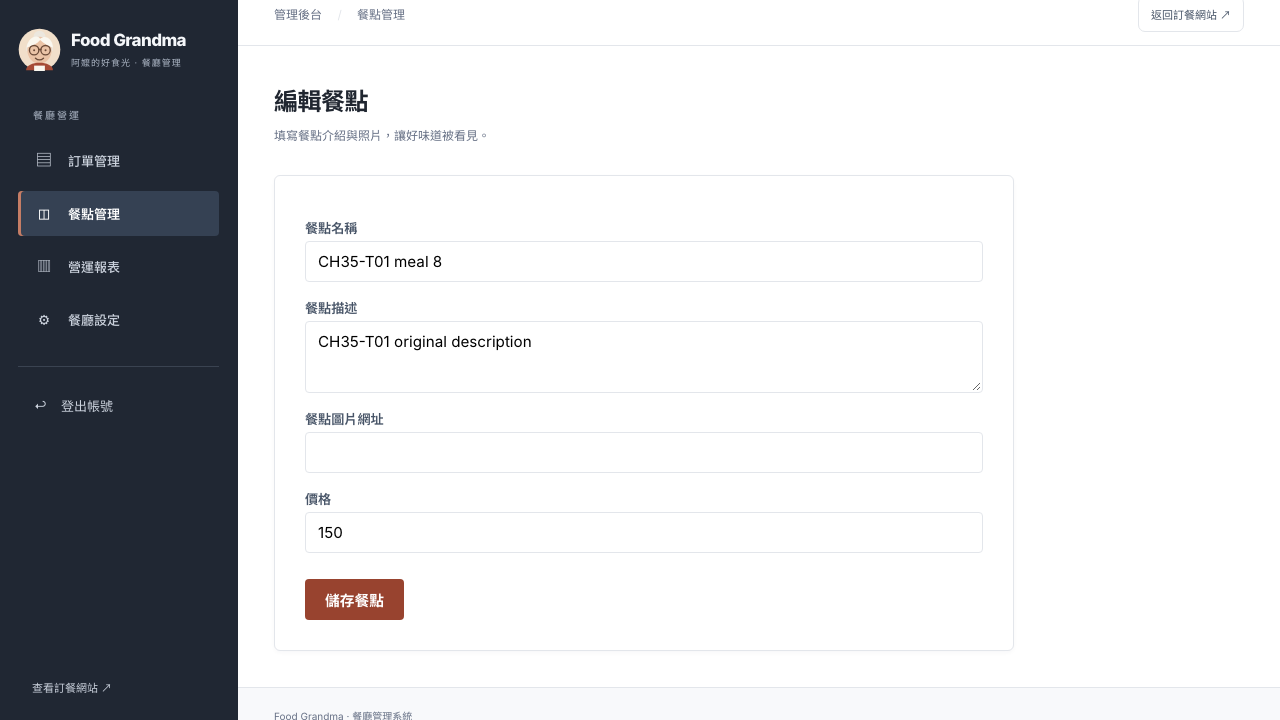 Food Grandma
阿嬤的好食光 · 餐廳管理
餐廳營運
訂單管理
餐點管理
營運報表
餐廳設定
登出帳號
查看訂餐網站 ↗
管理後台 / 餐點管理
返回訂餐網站 ↗
編輯餐點
填寫餐點介紹與照片，讓好味道被看見。
餐點名稱
CH35-T01 meal 8
餐點描述
CH35-T01 original description
餐點圖片網址
價格
150
儲存餐點
Food Grandma · 餐廳管理系統